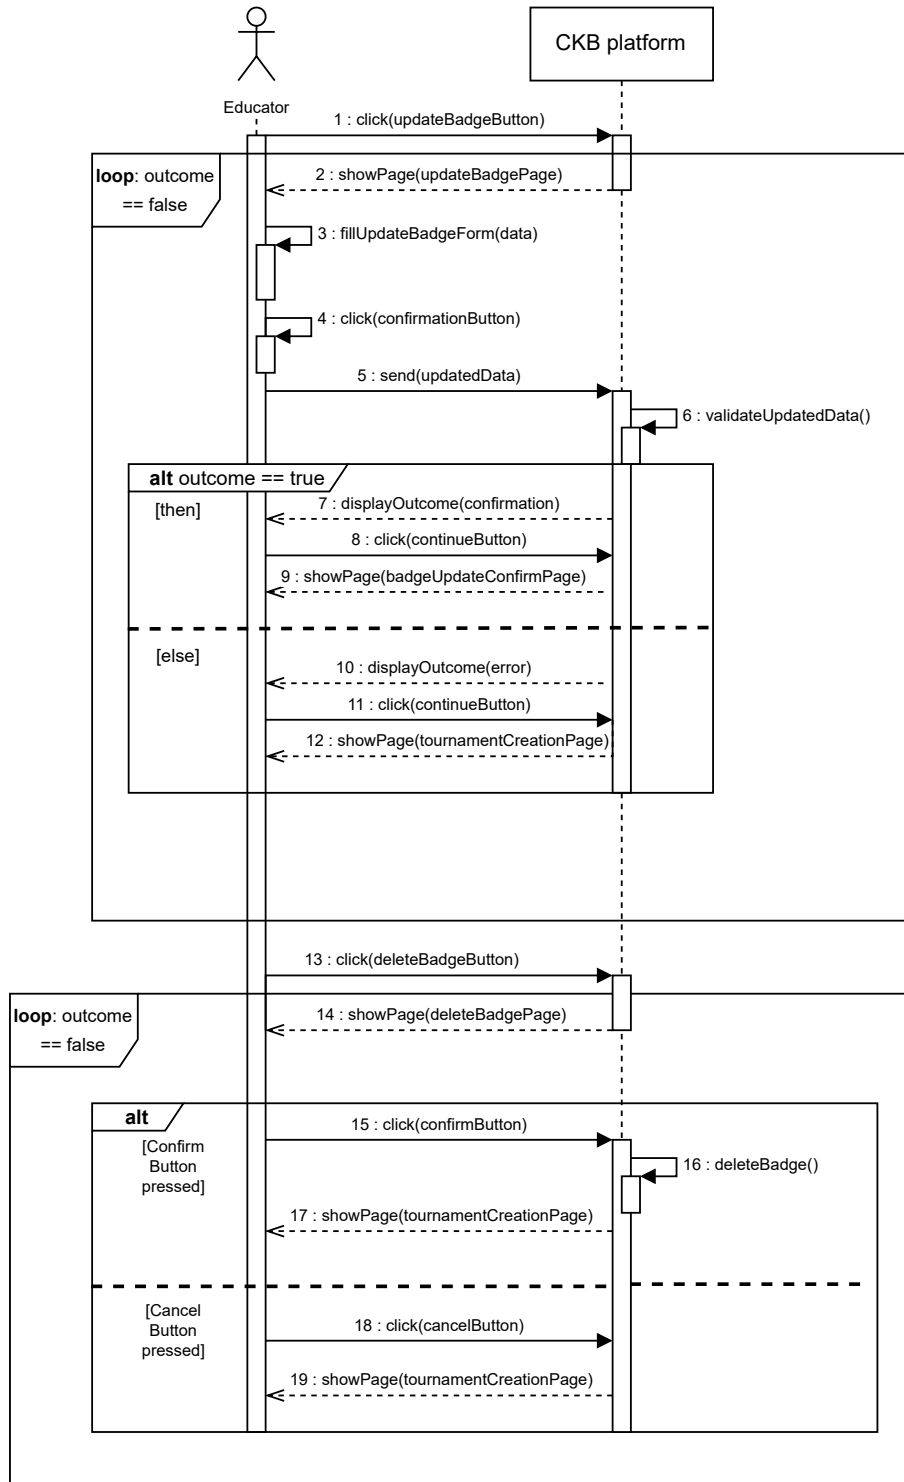 CKB platform
Educator
1 : click(updateBadgeButton)
loop: outcome
== false
2 : showPage(updateBadgePage)
3 : fillUpdateBadgeForm(data)
4 : click(confirmationButton)
5 : send(updatedData)
6 : validateUpdatedData()
alt outcome == true
[then]
7 : displayOutcome(confirmation)
8 : click(continueButton)
9 : showPage(badgeUpdateConfirmPage)
[else]
10 : displayOutcome(error)
11 : click(continueButton)
12 : showPage(tournamentCreationPage)
13 : click(deleteBadgeButton)
loop: outcome
== false
14 : showPage(deleteBadgePage)
alt
15 : click(confirmButton)
[Confirm
Button
pressed]
16 : deleteBadge()
17 : showPage(tournamentCreationPage)
[Cancel
Button
pressed]
18 : click(cancelButton)
19 : showPage(tournamentCreationPage)